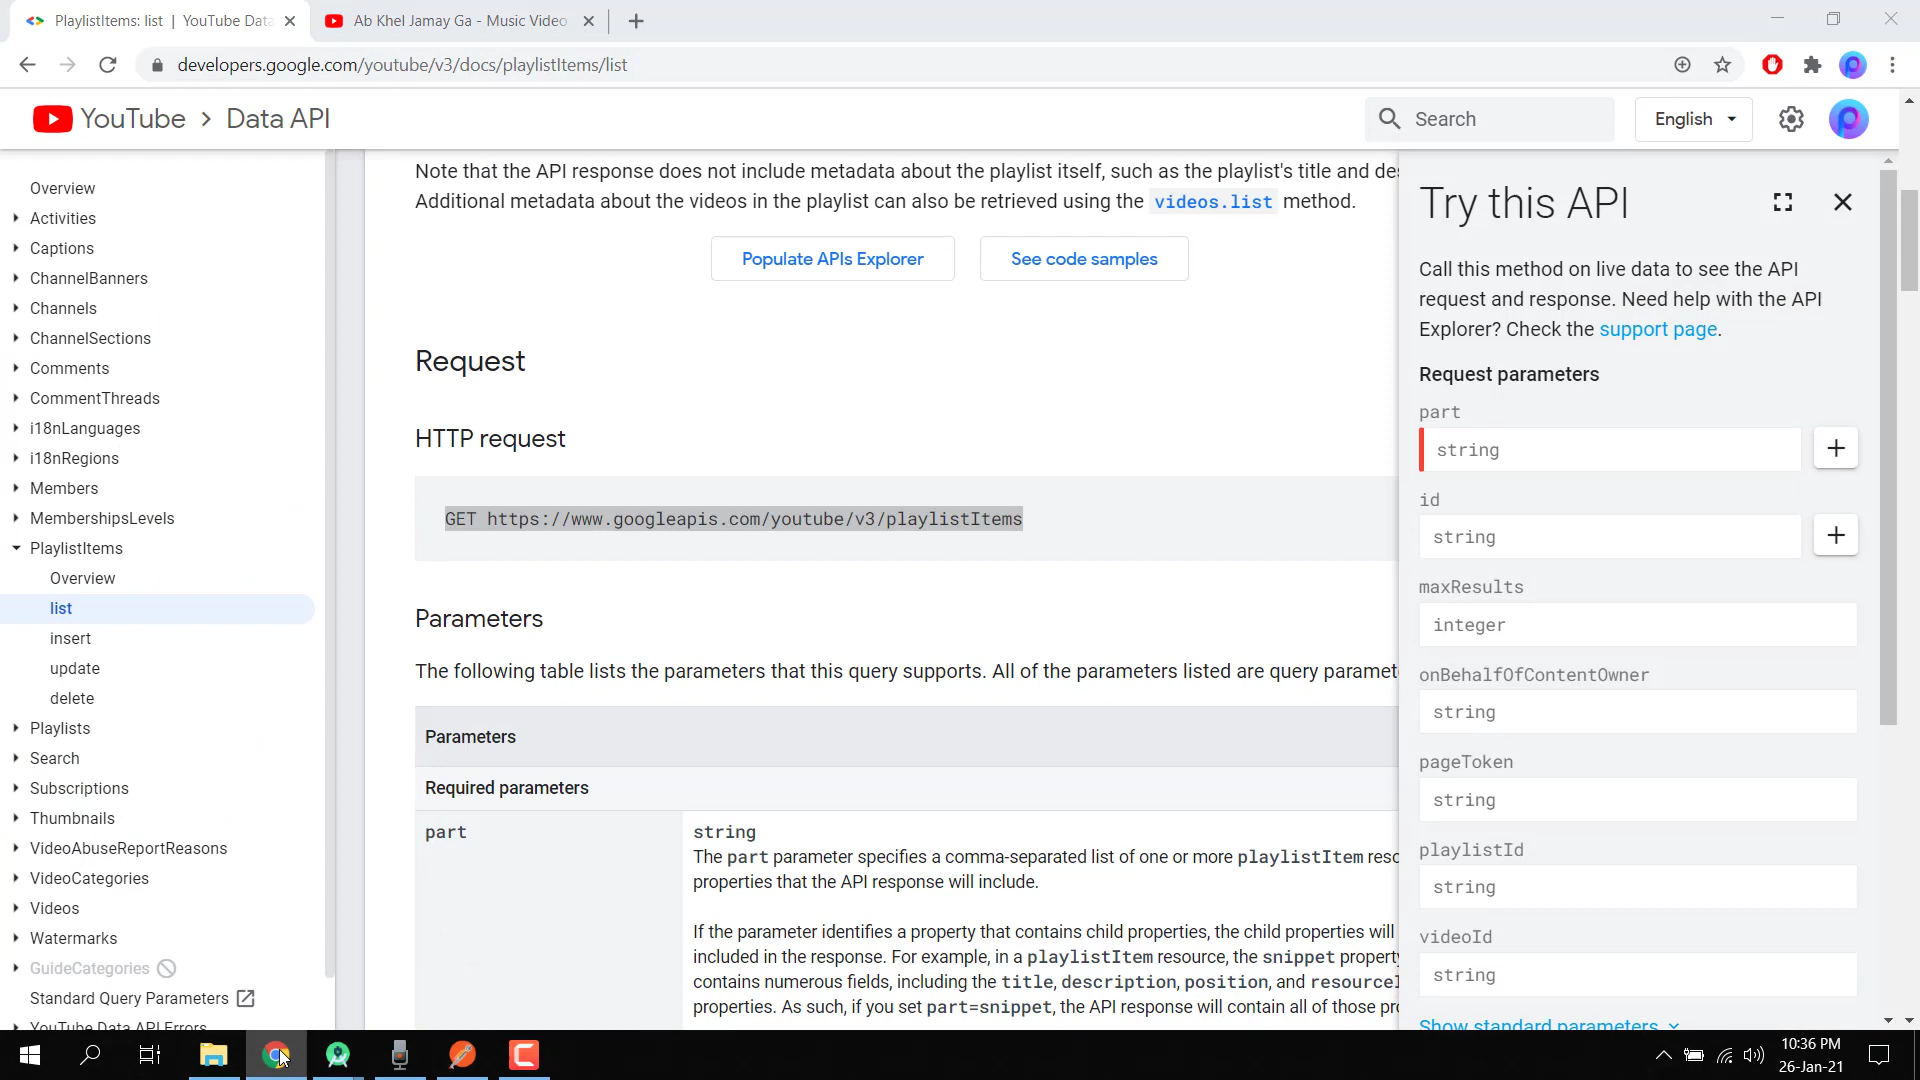 PlaylistItems: list | YouTube Data
Ab Khel Jamay Ga - Music Video
developers.google.com/youtube/v3/docs/playlistItems/list
YouTube > Data API
Search
English
Overview
Activities
Captions
ChannelBanners
Channels
ChannelSections
Comments
CommentThreads
i18nLanguages
i18nRegions
Members
MembershipsLevels
PlaylistItems
Overview
list
insert
update
delete
Playlists
Search
Subscriptions
Thumbnails
VideoAbuseReportReasons
VideoCategories
Videos
Watermarks
GuideCategories
Standard Query Parameters
YouTube Data API Errors
Note that the API response does not include metadata about the playlist itself, such as the playlist's title and des
Additional metadata about the videos in the playlist can also be retrieved using the videos.list method.
Populate APIs Explorer
See code samples
Request
HTTP request
GET https://www.googleapis.com/youtube/v3/playlistItems
Parameters
The following table lists the parameters that this query supports. All of the parameters listed are query paramet
Parameters
Required parameters
part
string
The part parameter specifies a comma-separated list of one or more playlistItem reso
properties that the API response will include.
If the parameter identifies a property that contains child properties, the child properties will
included in the response. For example, in a playlistItem resource, the snippet property
contains numerous fields, including the title, description, position, and resourceI
properties. As such, if you set part=snippet, the API response will contain all of those pro
Try this API
Call this method on live data to see the API
request and response. Need help with the API
Explorer? Check the support page.
Request parameters
part
string
id
string
maxResults
integer
onBehalfOfContentOwner
string
pageToken
string
playlistId
string
videoId
string
Show standard parameters
10:36 PM
26-Jan-21